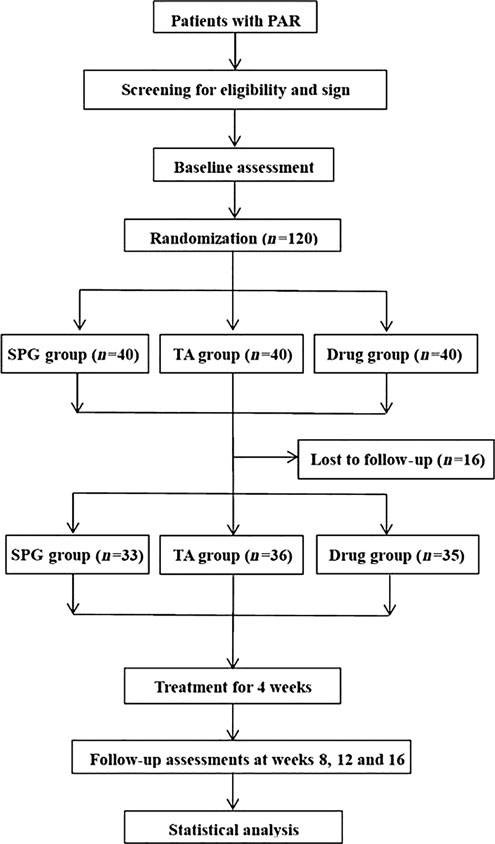 Patients with PAR
Screening for eligibility and sign
Baseline assessment
Randomization (n=120)
SPG group (n=40)
TA group (n=40)
Drug group (n=40)
Lost to follow-up (n=16)
SPG group (n=33)
TA group (n=36)
Drug group (n=35)
Treatment for 4 weeks
Follow-up assessments at weeks 8, 12 and 16
Statistical analysis